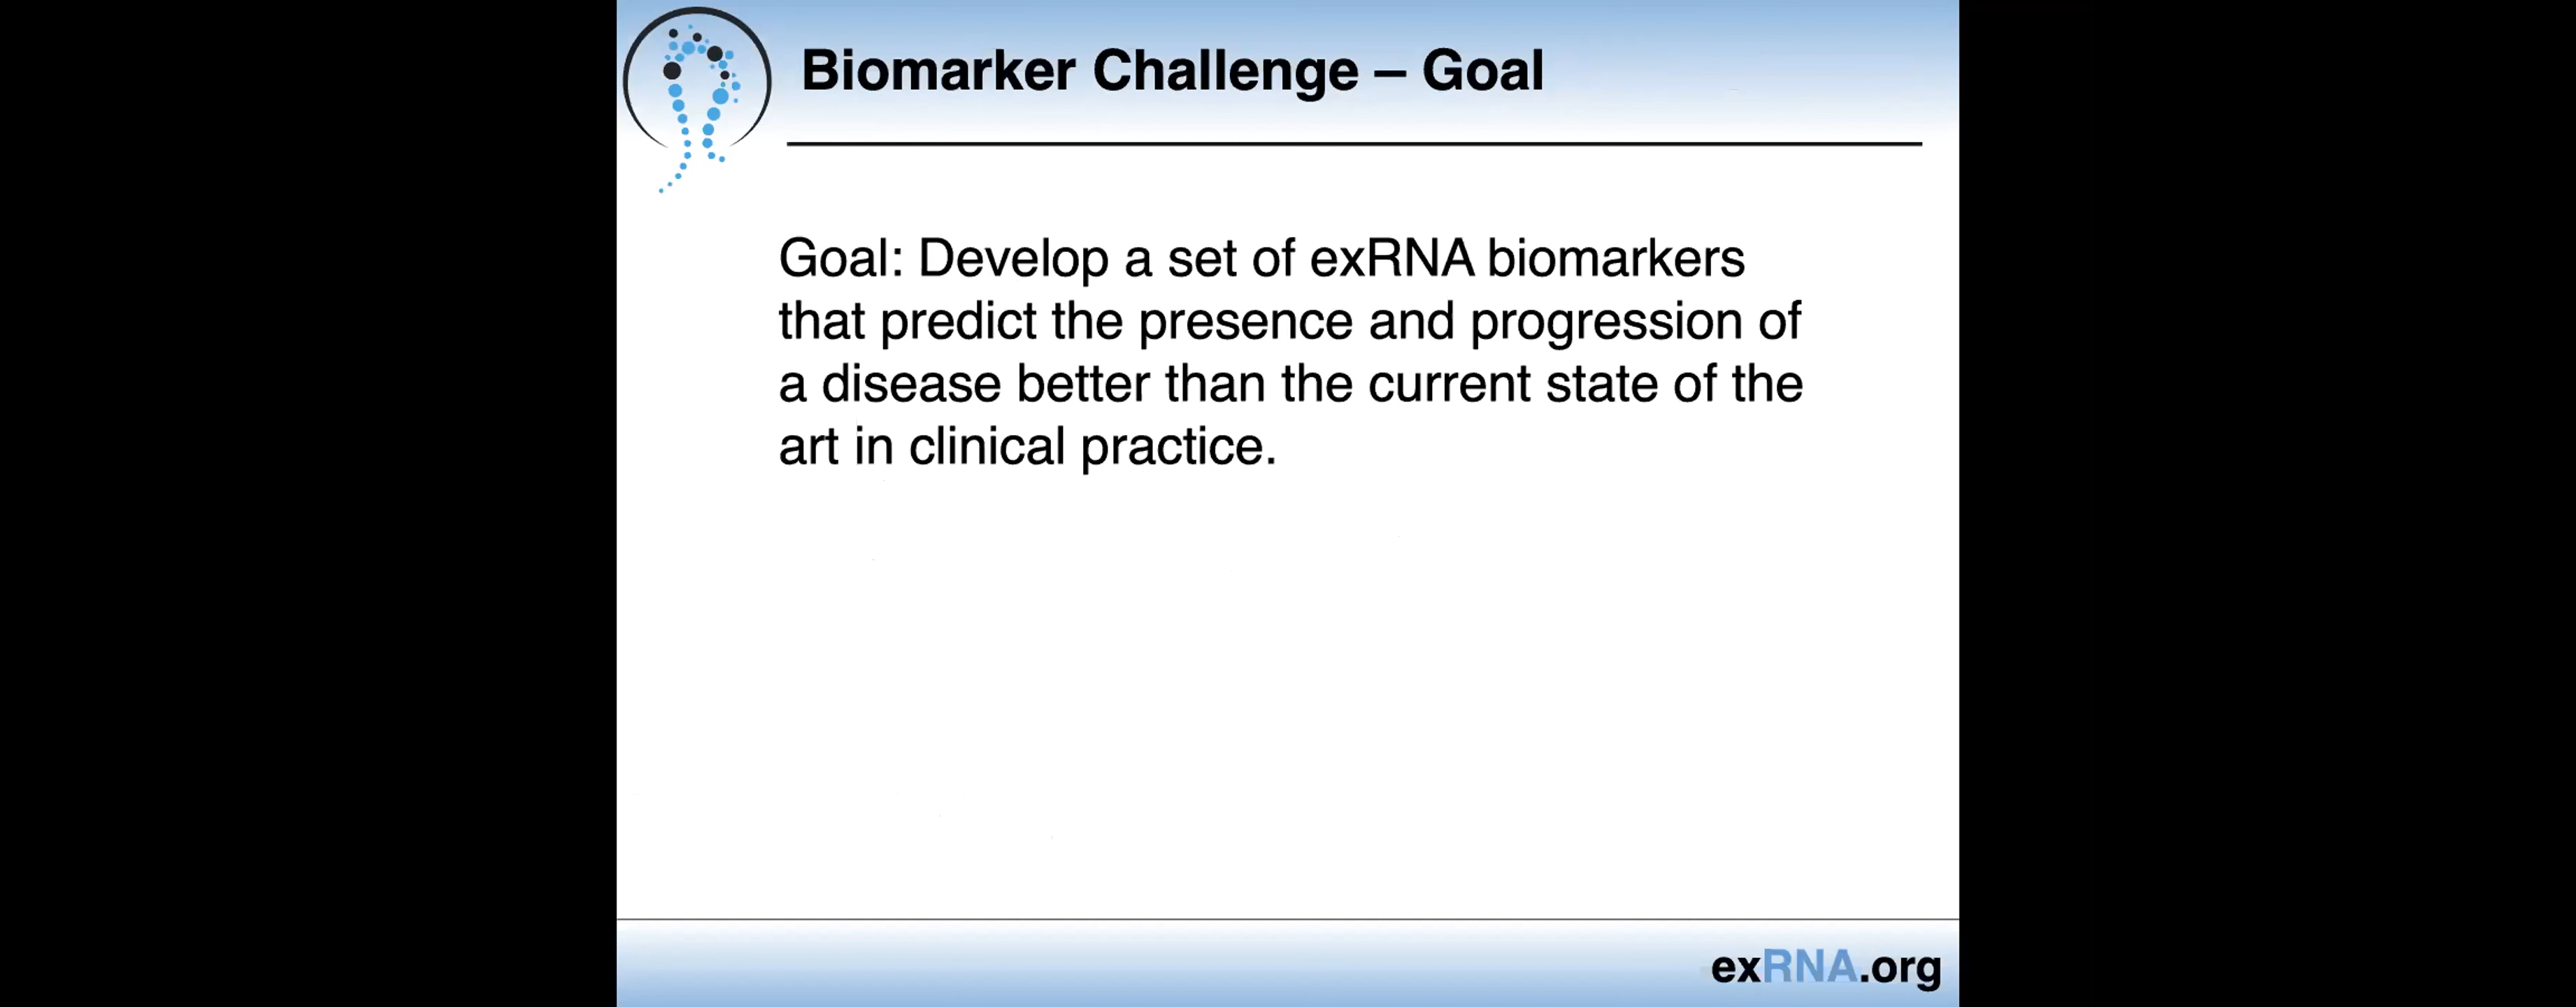 Biomarker Challenge – Goal
Goal: Develop a set of exRNA biomarkers
that predict the presence and progression of
a disease better than the current state of the
art in clinical practice.
exRNA.org